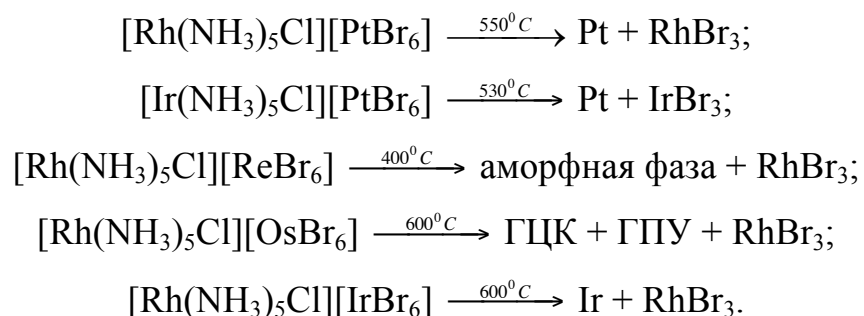 [Rh(NH₃)₅Cl][PtBr₆] —550⁰C→ Pt + RhBr₃;
[Ir(NH₃)₅Cl][PtBr₆] —530⁰C→ Pt + IrBr₃;
[Rh(NH₃)₅Cl][ReBr₆] —400⁰C→ аморфная фаза + RhBr₃;
[Rh(NH₃)₅Cl][OsBr₆] —600⁰C→ ГЦК + ГПУ + RhBr₃;
[Rh(NH₃)₅Cl][IrBr₆] —600⁰C→ Ir + RhBr₃.